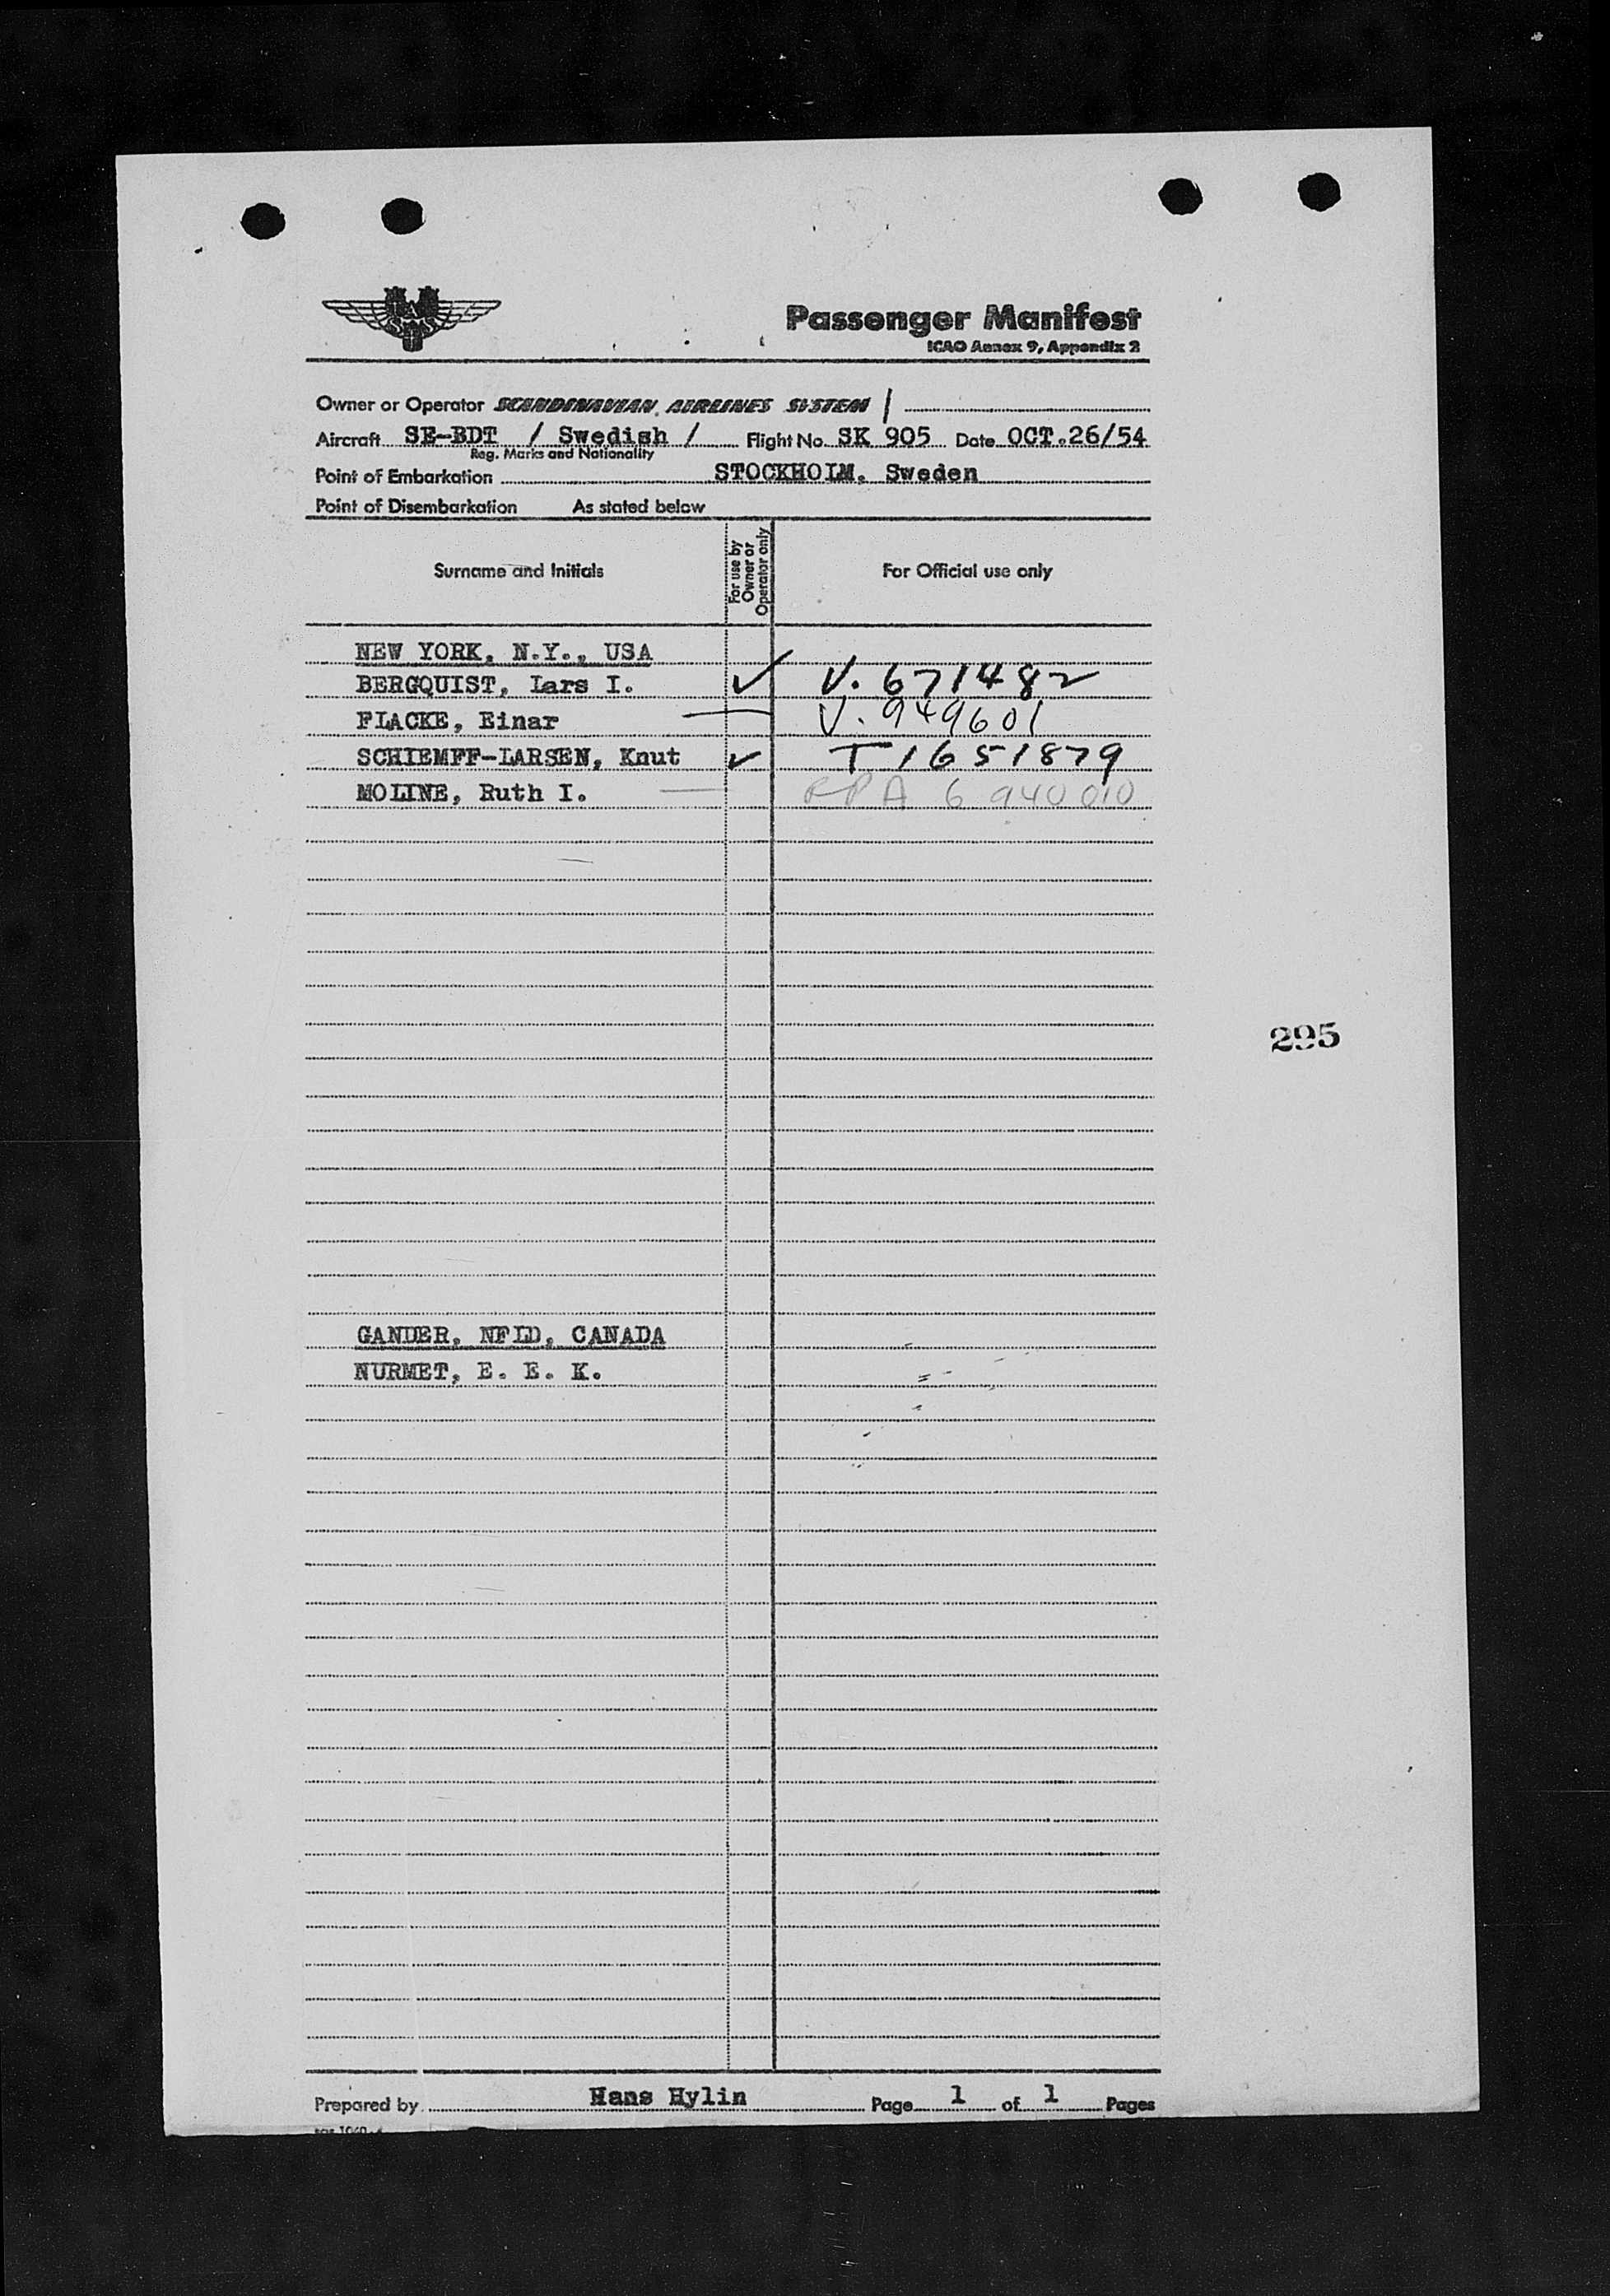 Passenger Manifest
ICAO Annex 9, Appendix 2
Owner or Operator SCANDINAVIAN AIRLINES SYSTEM /
Aircraft SE-BDT / Swedish / Flight No. SK 905 Date OCT.26/54
Reg. Marks and Nationality
Point of Embarkation STOCKHOLM, Sweden
Point of Disembarkation As stated below
Surname and Initials
For use by
Owner or
Operator only
For Official use only
NEW YORK, N.Y., USA
BERGQUIST, Lars I. ✓ V. 671482
FLACKE, Einar — V. 949601
SCHIEMFF-LARSEN, Knut ✓ T 1651879
MOLINE, Ruth I. — A 6 940 010
295
GANDER, NFLD, CANADA
NURMET, E. E. K.
Prepared by Hans Hylin Page 1 of 1 Pages